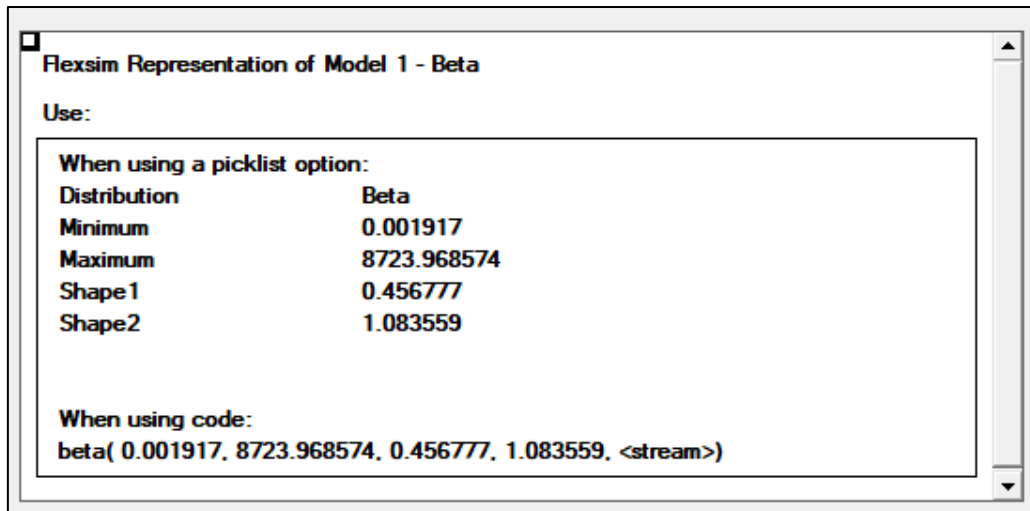 Flexsim Representation of Model 1 - Beta
Use:
When using a picklist option:
Distribution Beta
Minimum 0.001917
Maximum 8723.968574
Shape1 0.456777
Shape2 1.083559
When using code:
beta( 0.001917, 8723.968574, 0.456777, 1.083559, <stream>)